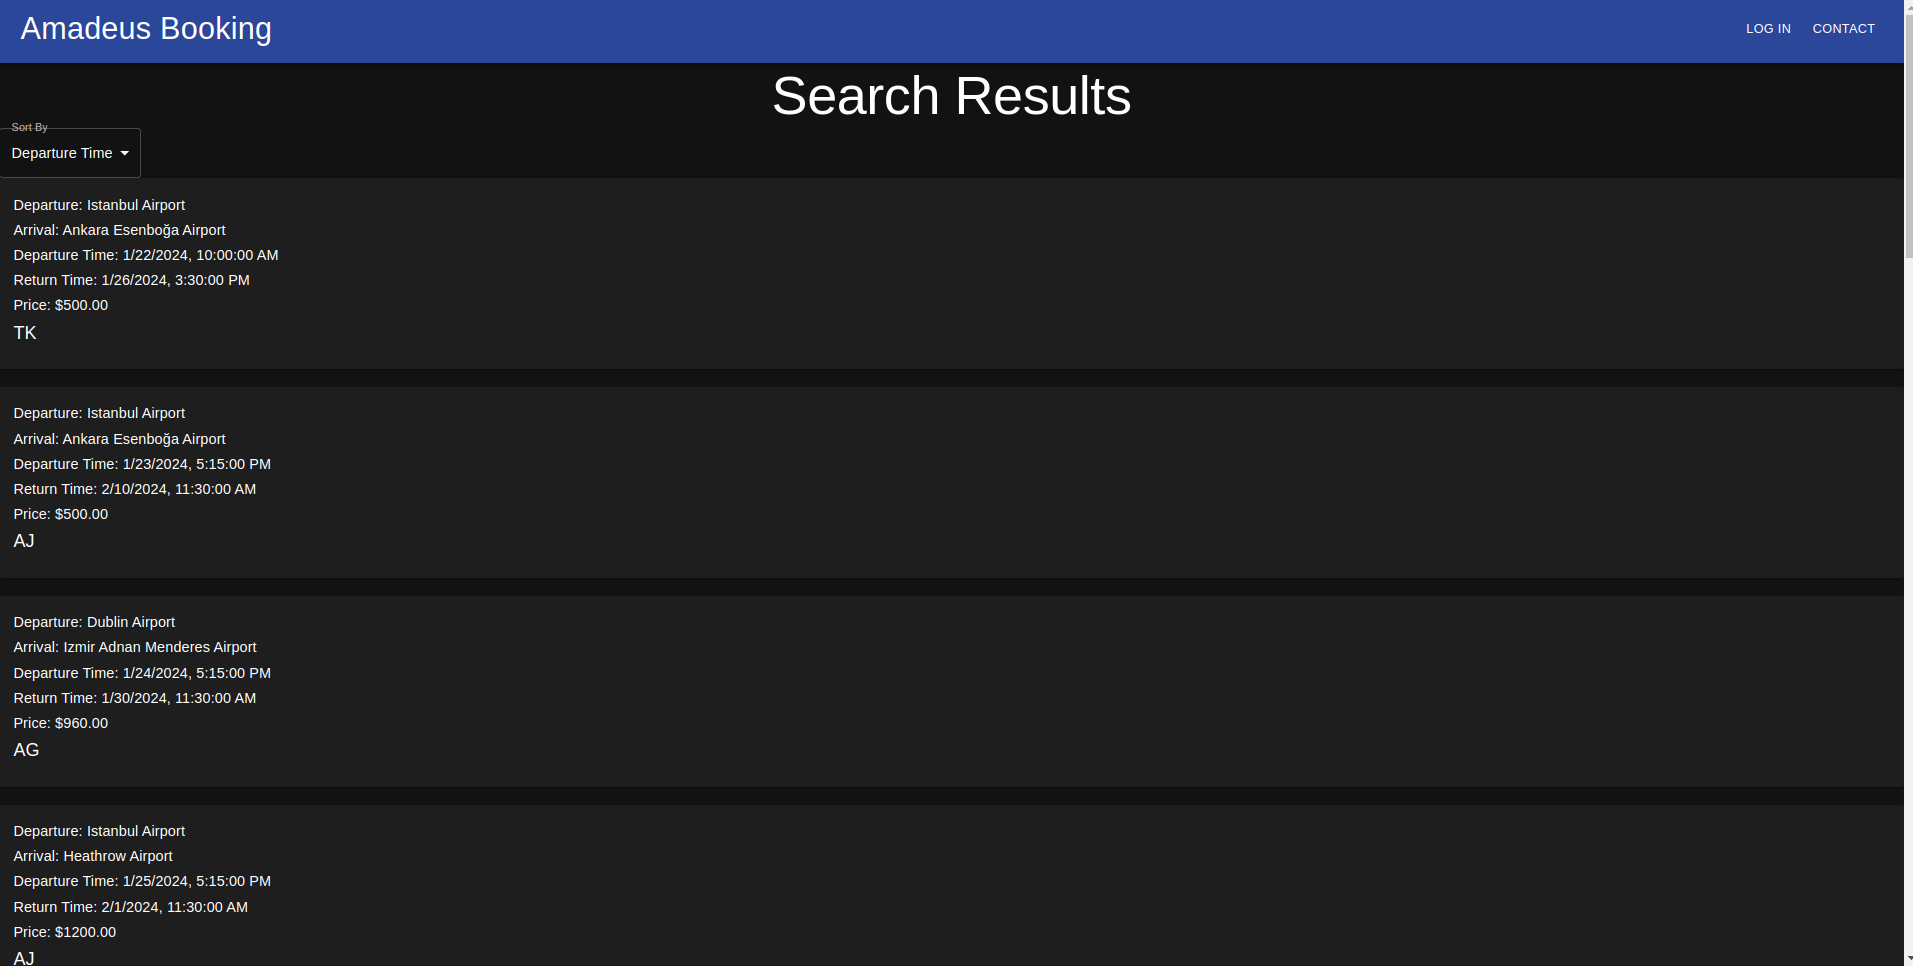 Amadeus Booking
LOG IN
CONTACT
Search Results
Sort By
Departure Time
Departure: Istanbul Airport
Arrival: Ankara Esenboğa Airport
Departure Time: 1/22/2024, 10:00:00 AM
Return Time: 1/26/2024, 3:30:00 PM
Price: $500.00
TK
Departure: Istanbul Airport
Arrival: Ankara Esenboğa Airport
Departure Time: 1/23/2024, 5:15:00 PM
Return Time: 2/10/2024, 11:30:00 AM
Price: $500.00
AJ
Departure: Dublin Airport
Arrival: Izmir Adnan Menderes Airport
Departure Time: 1/24/2024, 5:15:00 PM
Return Time: 1/30/2024, 11:30:00 AM
Price: $960.00
AG
Departure: Istanbul Airport
Arrival: Heathrow Airport
Departure Time: 1/25/2024, 5:15:00 PM
Return Time: 2/1/2024, 11:30:00 AM
Price: $1200.00
AJ